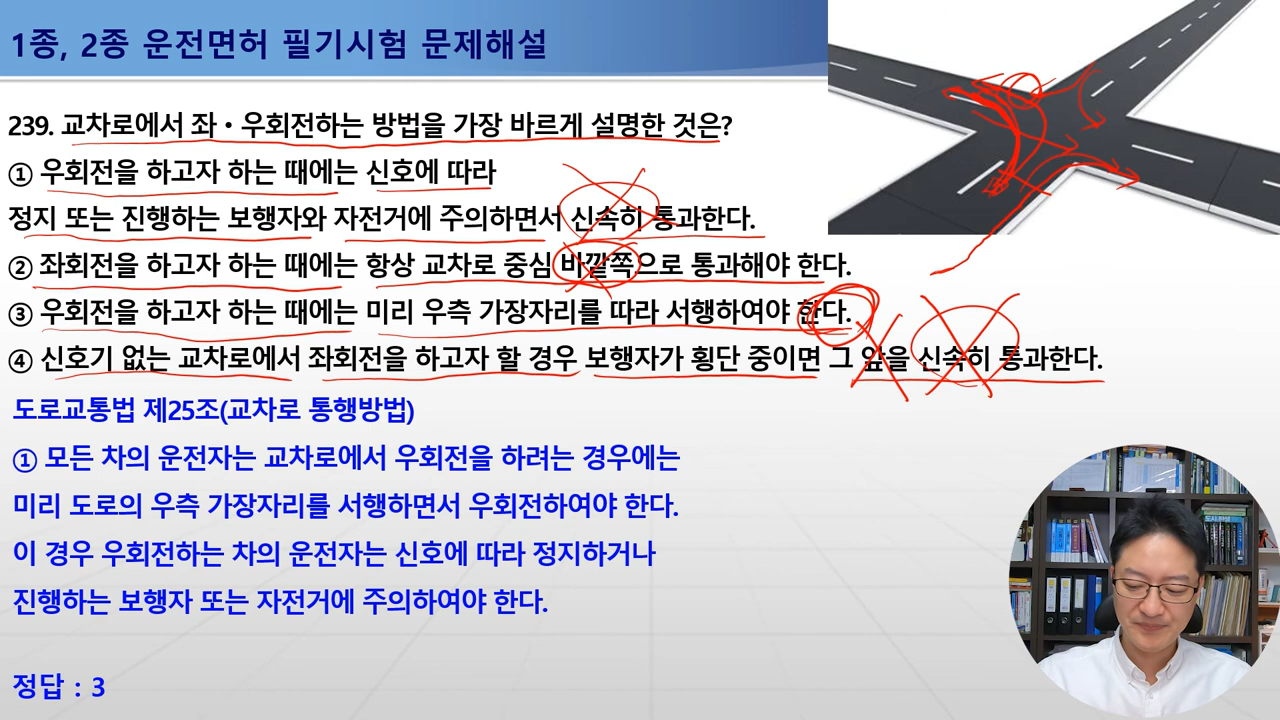 1종, 2종 운전면허 필기시험 문제해설
239. 교차로에서 좌·우회전하는 방법을 가장 바르게 설명한 것은?
① 우회전을 하고자 하는 때에는 신호에 따라
정지 또는 진행하는 보행자와 자전거에 주의하면서 신속히 통과한다.
② 좌회전을 하고자 하는 때에는 항상 교차로 중심 바깥쪽으로 통과해야 한다.
③ 우회전을 하고자 하는 때에는 미리 우측 가장자리를 따라 서행하여야 한다.
④ 신호기 없는 교차로에서 좌회전을 하고자 할 경우 보행자가 횡단 중이면 그 앞을 신속히 통과한다.
도로교통법 제25조(교차로 통행방법)
① 모든 차의 운전자는 교차로에서 우회전을 하려는 경우에는
미리 도로의 우측 가장자리를 서행하면서 우회전하여야 한다.
이 경우 우회전하는 차의 운전자는 신호에 따라 정지하거나
진행하는 보행자 또는 자전거에 주의하여야 한다.
정답 : 3